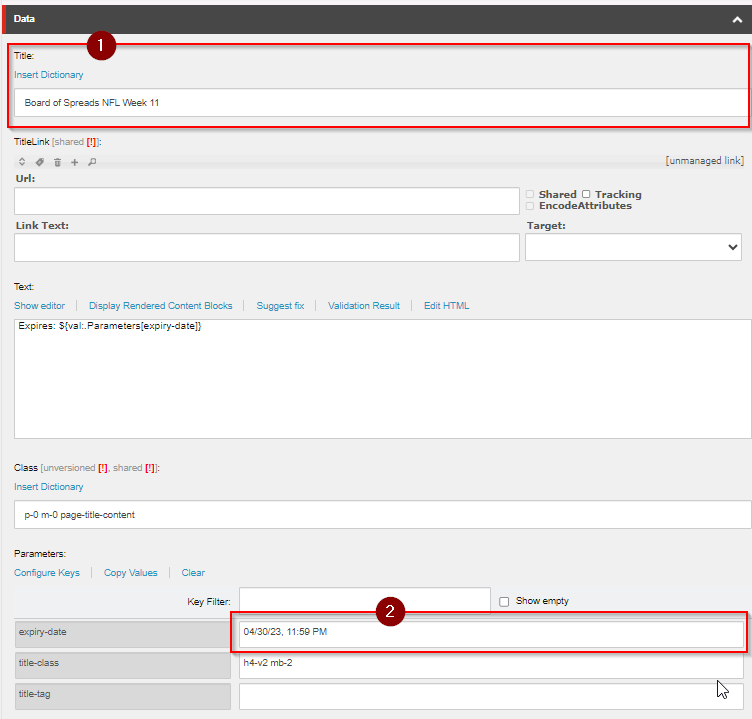 Data
1
Title:
Insert Dictionary
Board of Spreads NFL Week 11
TitleLink [shared [!]]:
[unmanaged link]
Url:
Shared Tracking
EncodeAttributes
Link Text:
Target:
Text:
Show editor Display Rendered Content Blocks Suggest fix Validation Result Edit HTML
Expires: ${val:.Parameters[expiry-date]}
Class [unversioned [!], shared [!]]:
Insert Dictionary
p-0 m-0 page-title-content
Parameters:
Configure Keys Copy Values Clear
Key Filter: Show empty
2
expiry-date 04/30/23, 11:59 PM
title-class h4-v2 mb-2
title-tag